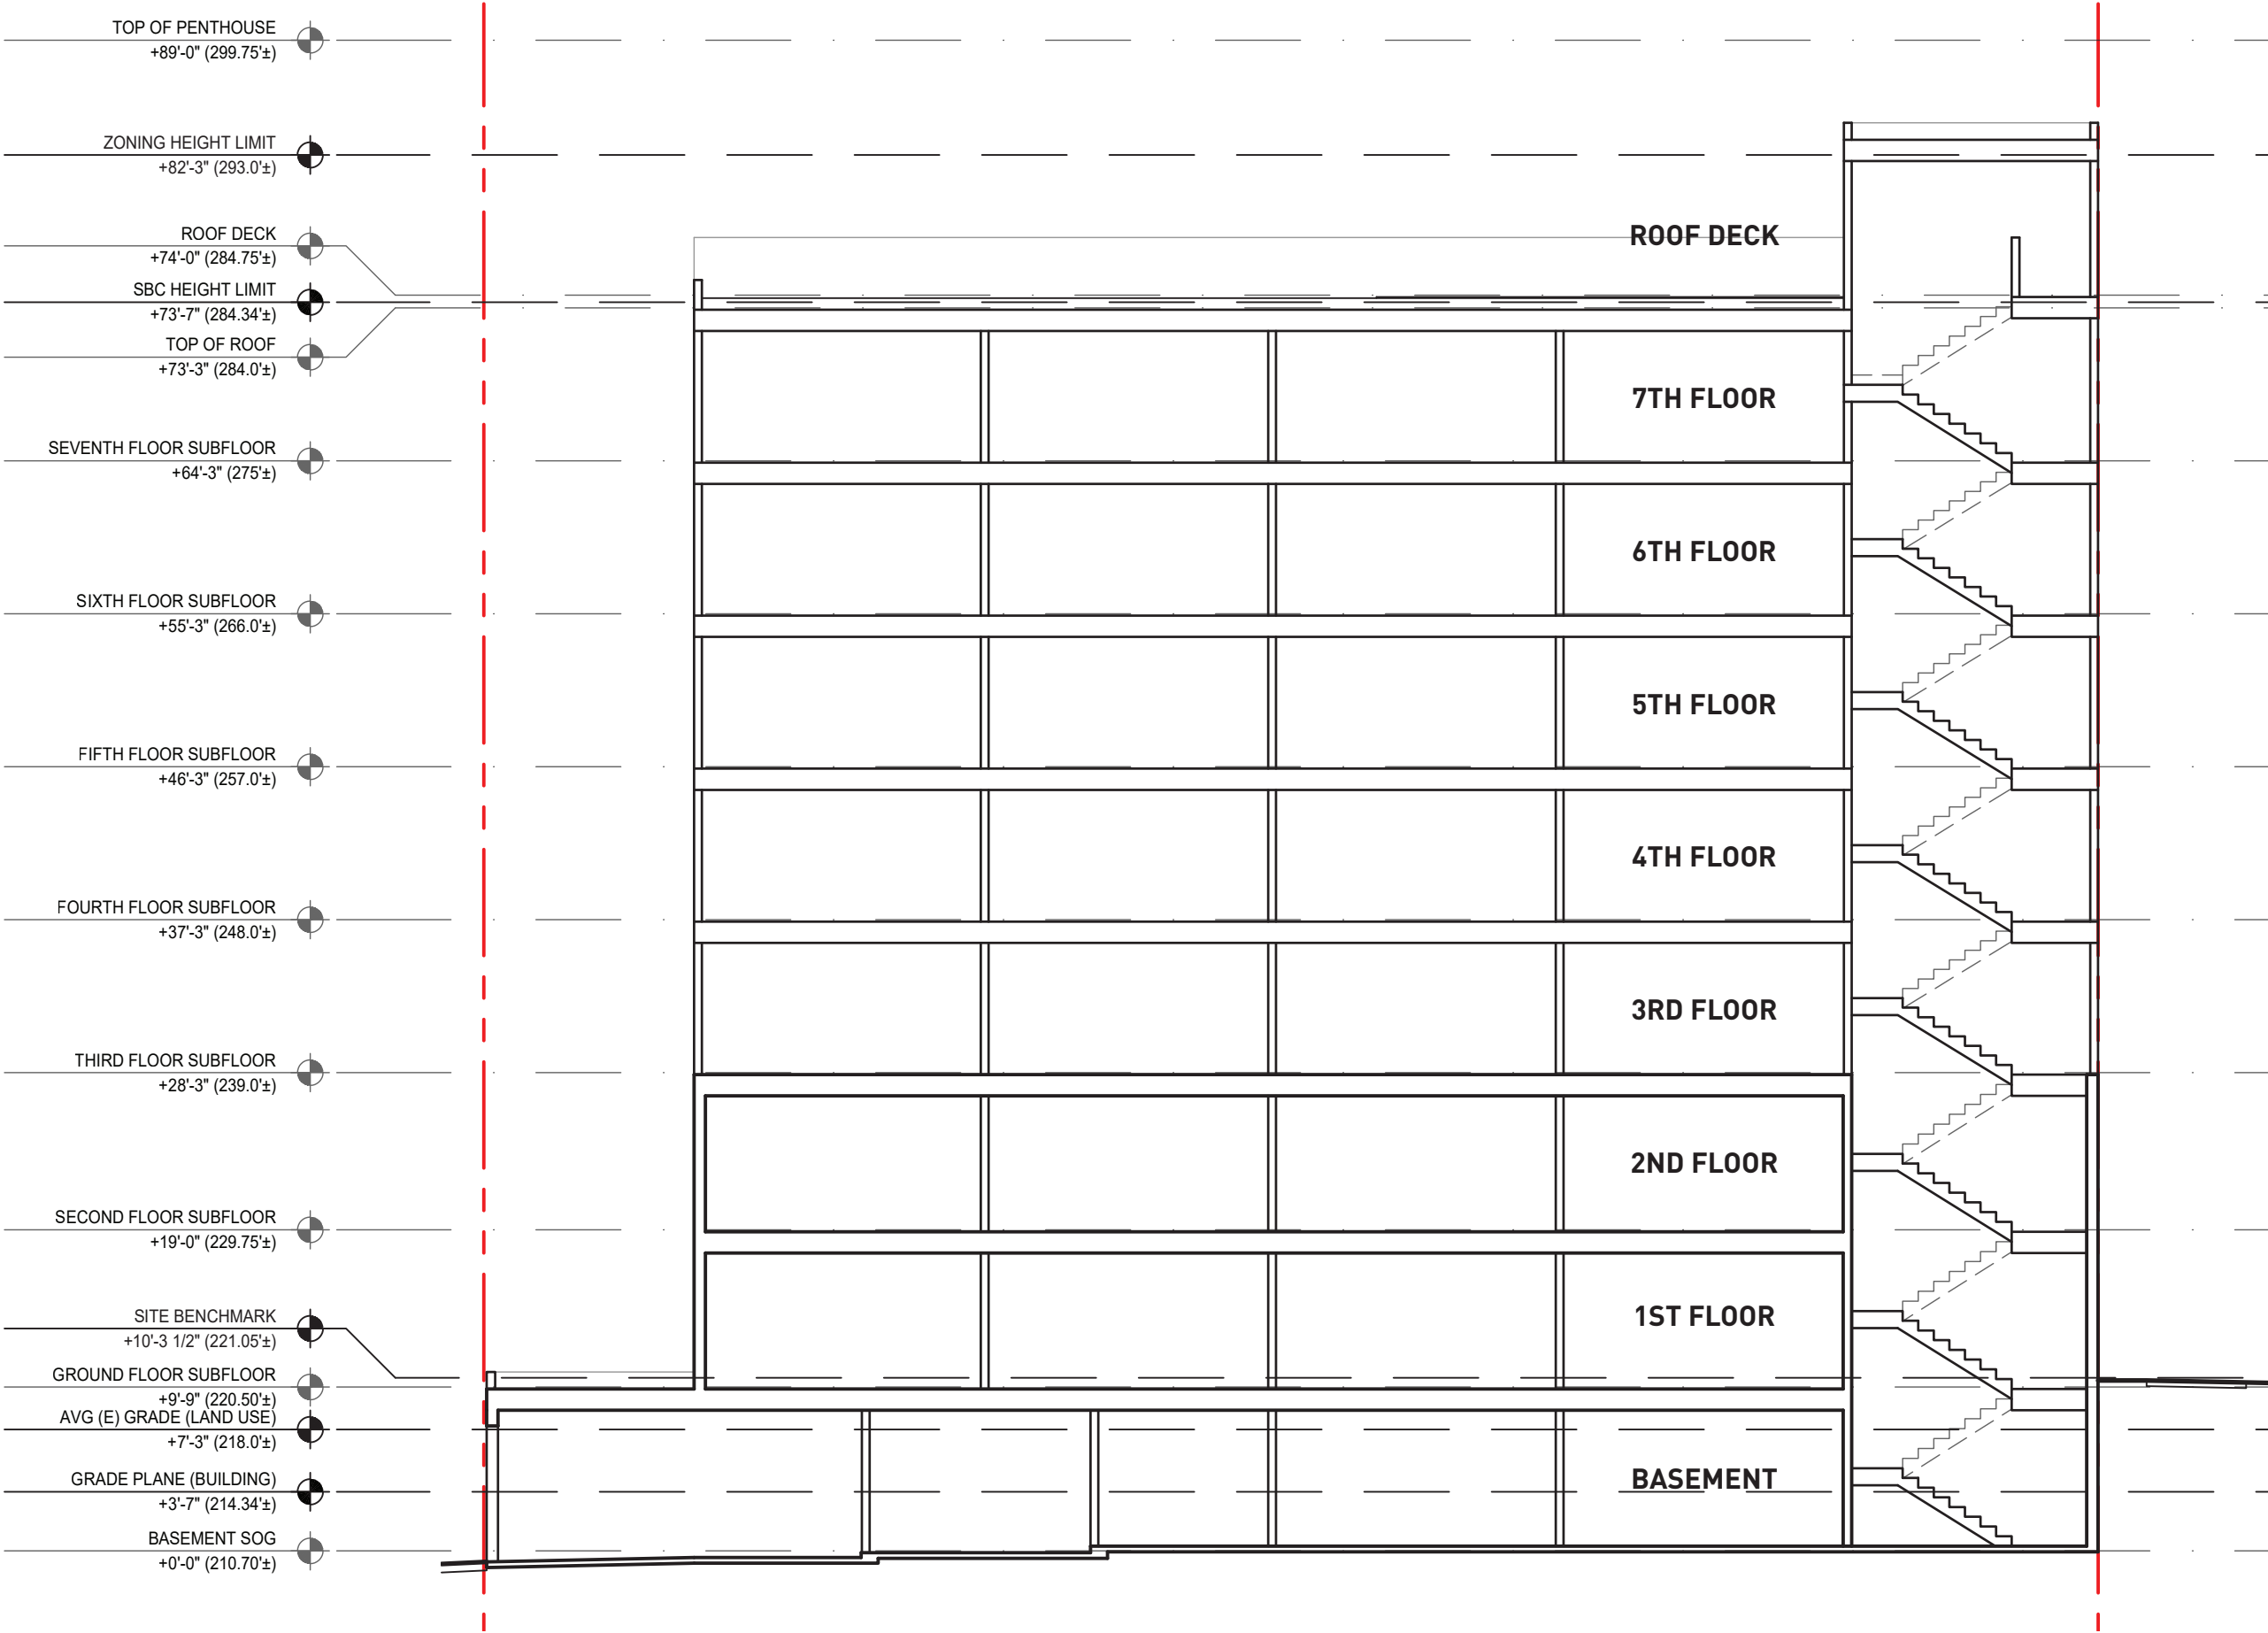 TOP OF PENTHOUSE
+89'-0" (299.75'±)
ZONING HEIGHT LIMIT
+82'-3" (293.0'±)
ROOF DECK
+74'-0" (284.75'±)
ROOF DECK
SBC HEIGHT LIMIT
+73'-7" (284.34'±)
TOP OF ROOF
+73'-3" (284.0'±)
7TH FLOOR
SEVENTH FLOOR SUBFLOOR
+64'-3" (275'±)
6TH FLOOR
SIXTH FLOOR SUBFLOOR
+55'-3" (266.0'±)
5TH FLOOR
FIFTH FLOOR SUBFLOOR
+46'-3" (257.0'±)
4TH FLOOR
FOURTH FLOOR SUBFLOOR
+37'-3" (248.0'±)
3RD FLOOR
THIRD FLOOR SUBFLOOR
+28'-3" (239.0'±)
2ND FLOOR
SECOND FLOOR SUBFLOOR
+19'-0" (229.75'±)
1ST FLOOR
SITE BENCHMARK
+10'-3 1/2" (221.05'±)
GROUND FLOOR SUBFLOOR
+9'-9" (220.50'±)
AVG (E) GRADE (LAND USE)
+7'-3" (218.0'±)
BASEMENT
GRADE PLANE (BUILDING)
+3'-7" (214.34'±)
BASEMENT SOG
+0'-0" (210.70'±)